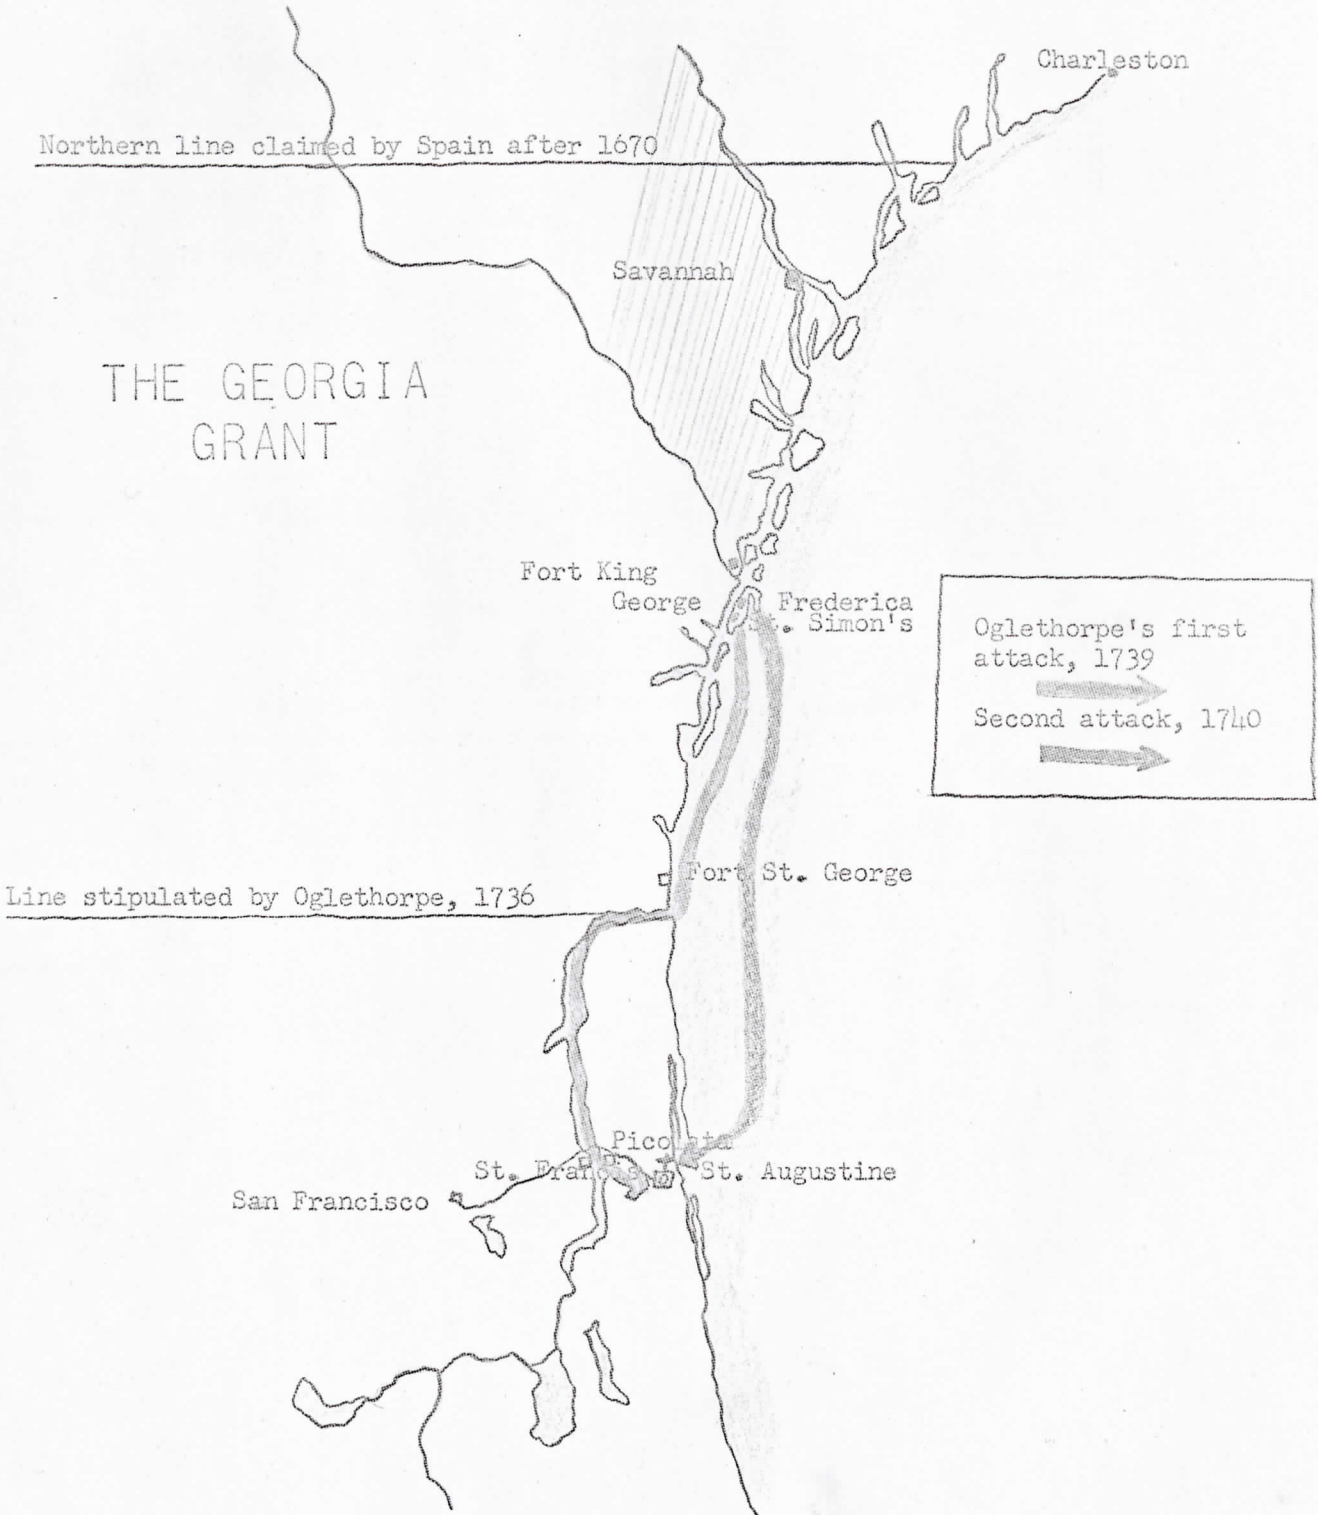 Charleston
Northern line claimed by Spain after 1670
Savannah
THE GEORGIA
GRANT
Fort King
George
Frederica
St. Simon's
Oglethorpe's first
attack, 1739
Second attack, 1740
Fort St. George
Line stipulated by Oglethorpe, 1736
Picolata
St. Francis
St. Augustine
San Francisco